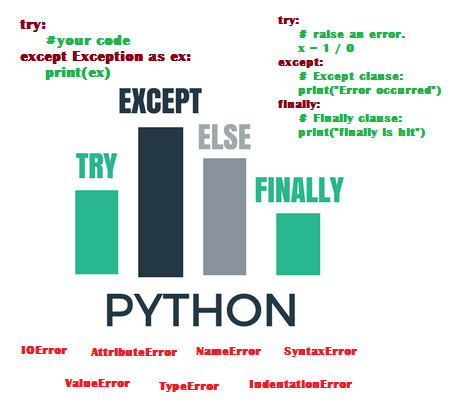 try:
#your code
except Exception as ex:
print(ex)
try:
# raise an error.
x - 1 / 0
except:
# Except clause:
print("Error occurred")
finally:
# Finally clause:
print("finally is hit")
EXCEPT
ELSE
TRY
FINALLY
PYTHON
IOError AttributeError NameError SyntaxError
ValueError TypeError IndentationError